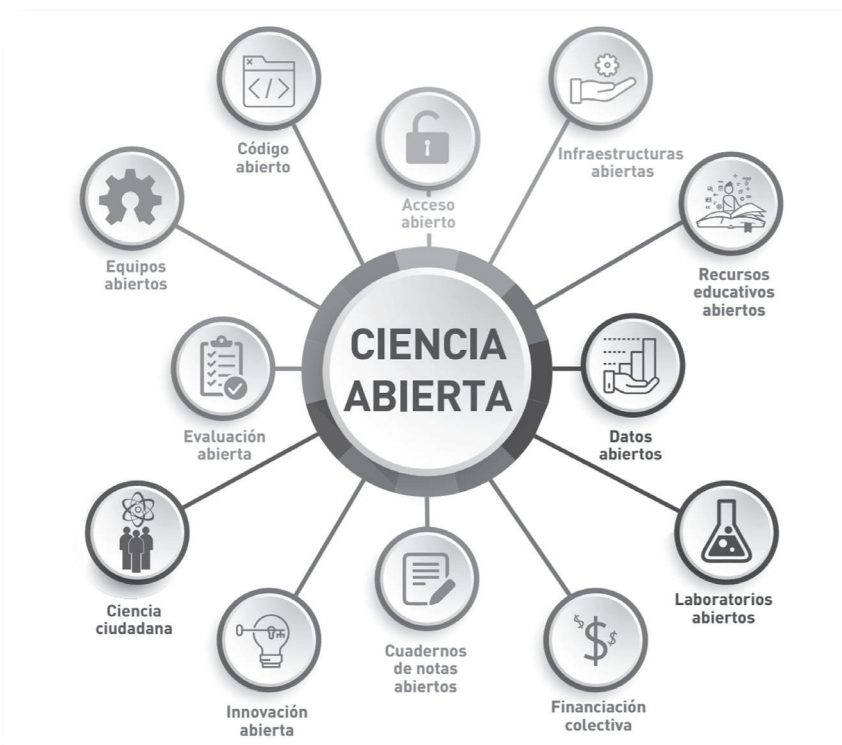 Código
abierto
Acceso
abierto
Infraestructuras
abiertas
Equipos
abiertos
Recursos
educativos
abiertos
CIENCIA
ABIERTA
Evaluación
abierta
Datos
abiertos
Ciencia
ciudadana
Laboratorios
abiertos
Innovación
abierta
Cuadernos
de notas
abiertos
Financiación
colectiva